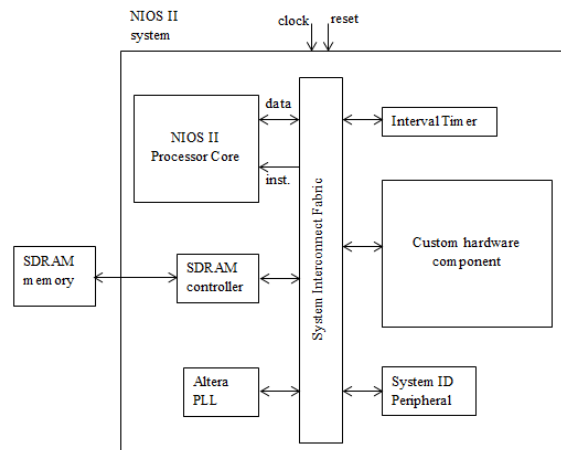 NIOS II
system
clock
reset
data
NIOS II
Processor Core
inst.
Interval Timer
System Interconnect Fabric
Custom hardware
component
SDRAM
memory
SDRAM
controller
Altera
PLL
System ID
Peripheral